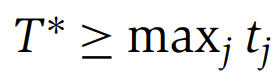 T* ≥ max_j t_j